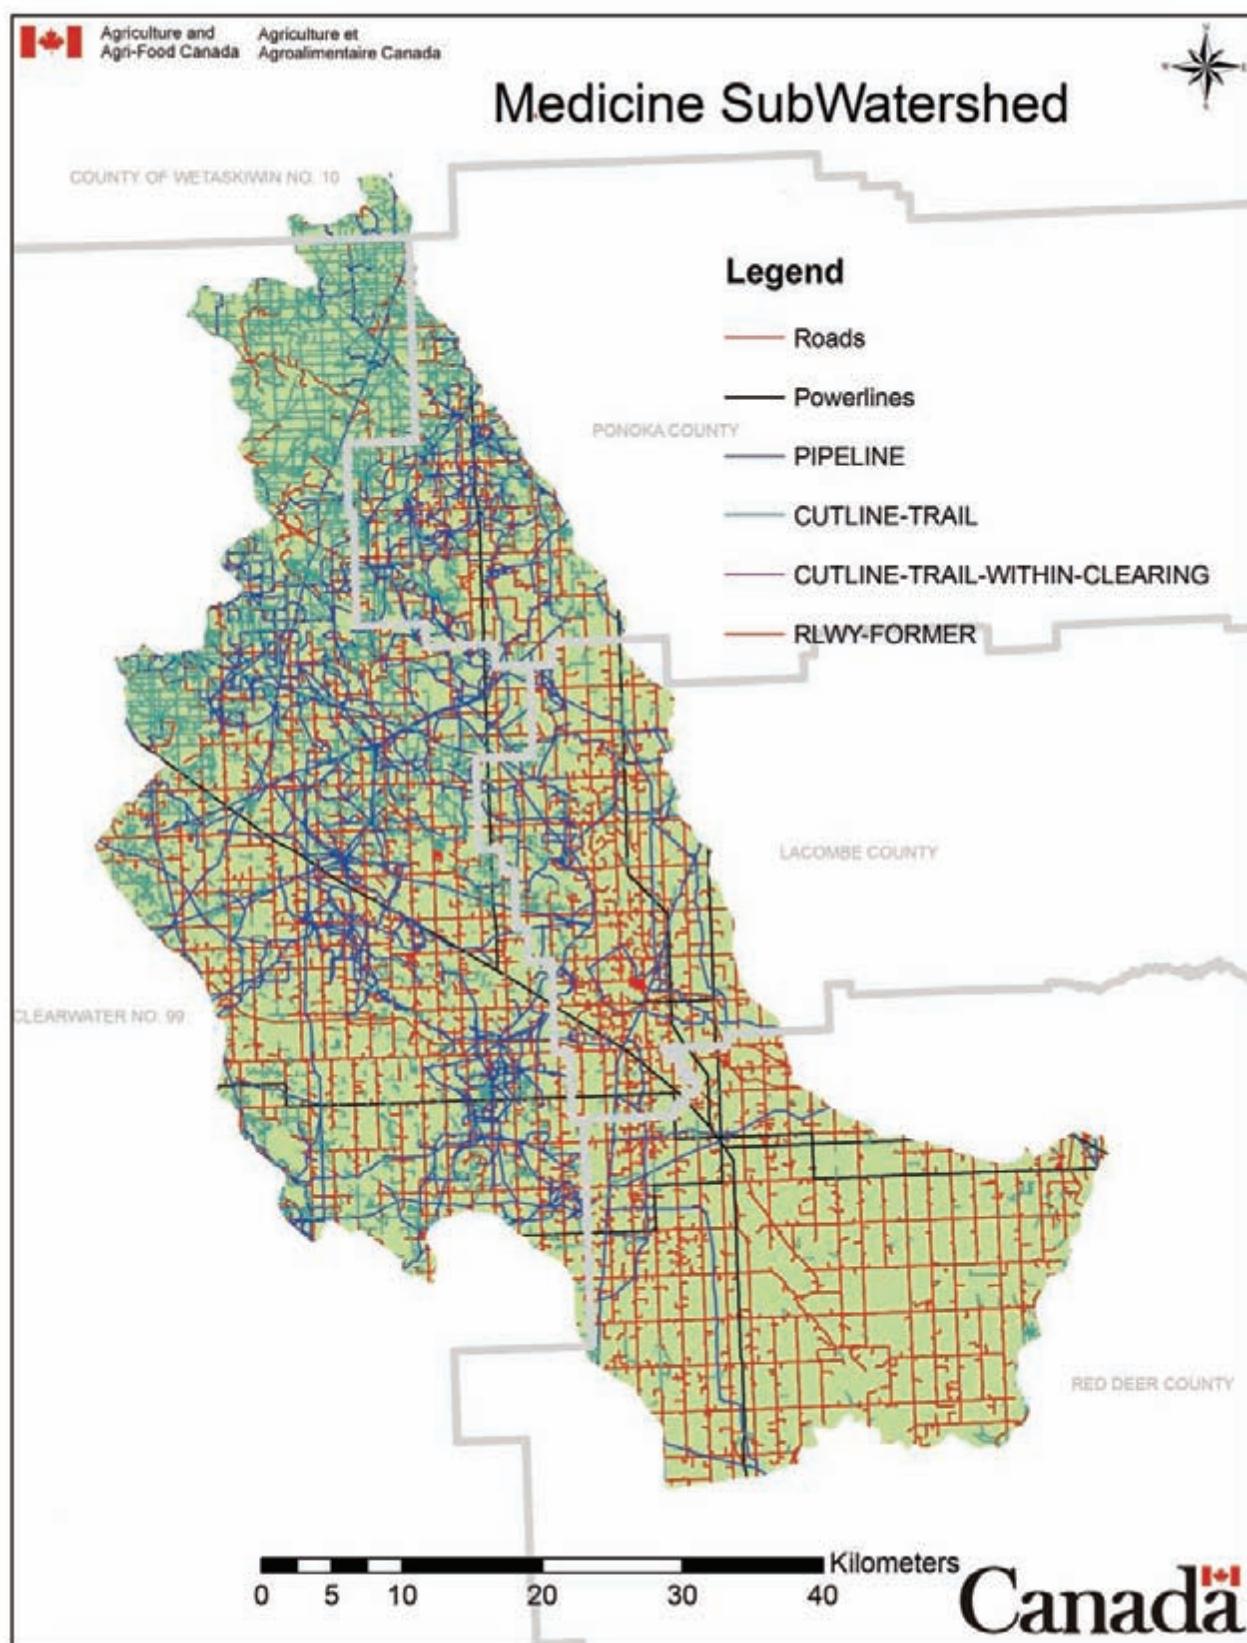 Agriculture and Agriculture et
Agri-Food Canada Agroalimentaire Canada
Medicine SubWatershed
COUNTY OF WETASKIWIN NO. 10
Legend
Roads
Powerlines
PONOKA COUNTY
PIPELINE
CUTLINE-TRAIL
CUTLINE-TRAIL-WITHIN-CLEARING
RLWY-FORMER
LACOMBE COUNTY
CLEARWATER NO. 99
RED DEER COUNTY
Kilometers
0 5 10 20 30 40
Canada